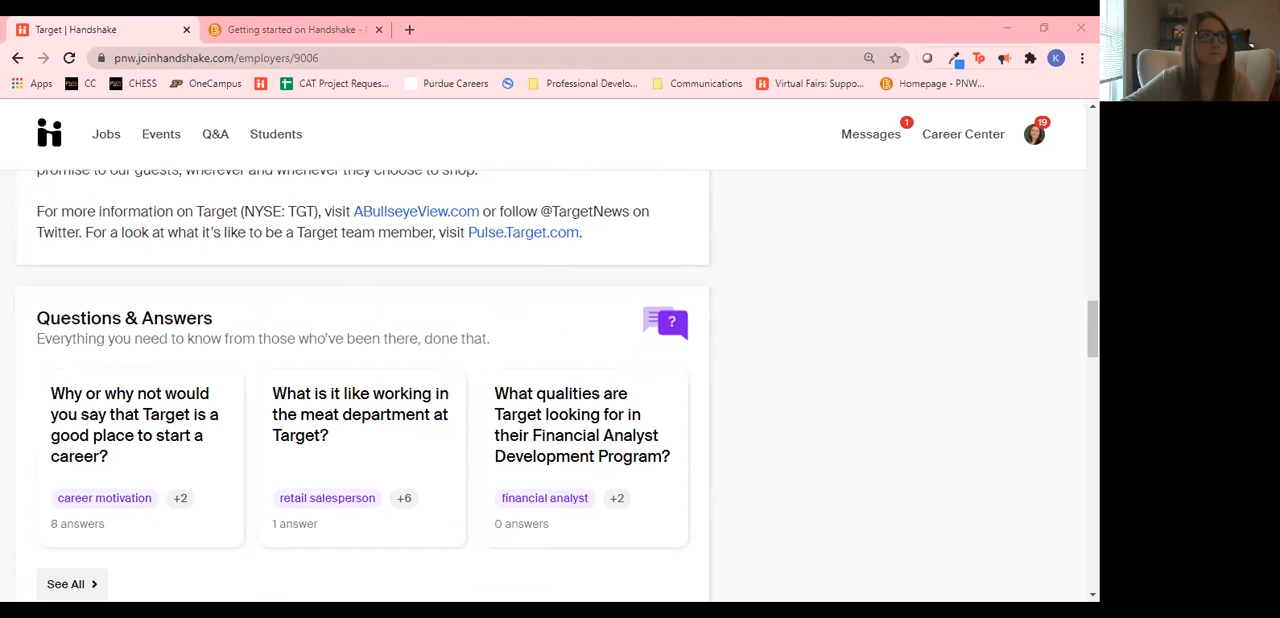 Target | Handshake
Getting started on Handshake -
pnw.joinhandshake.com/employers/9006
K
Apps
CC
CHESS
OneCampus
CAT Project Reques...
Purdue Careers
Professional Develo...
Communications
Virtual Fairs: Suppo...
Homepage - PNW...
Jobs
Events
Q&A
Students
Messages
1
Career Center
19
promise to our guests, wherever and whenever they choose to shop.
For more information on Target (NYSE: TGT), visit ABullseyeView.com or follow @TargetNews on
Twitter. For a look at what it's like to be a Target team member, visit Pulse.Target.com.
Questions & Answers
Everything you need to know from those who've been there, done that.
?
Why or why not would
you say that Target is a
good place to start a
career?
career motivation
+2
8 answers
What is it like working in
the meat department at
Target?
retail salesperson
+6
1 answer
What qualities are
Target looking for in
their Financial Analyst
Development Program?
financial analyst
+2
0 answers
See All